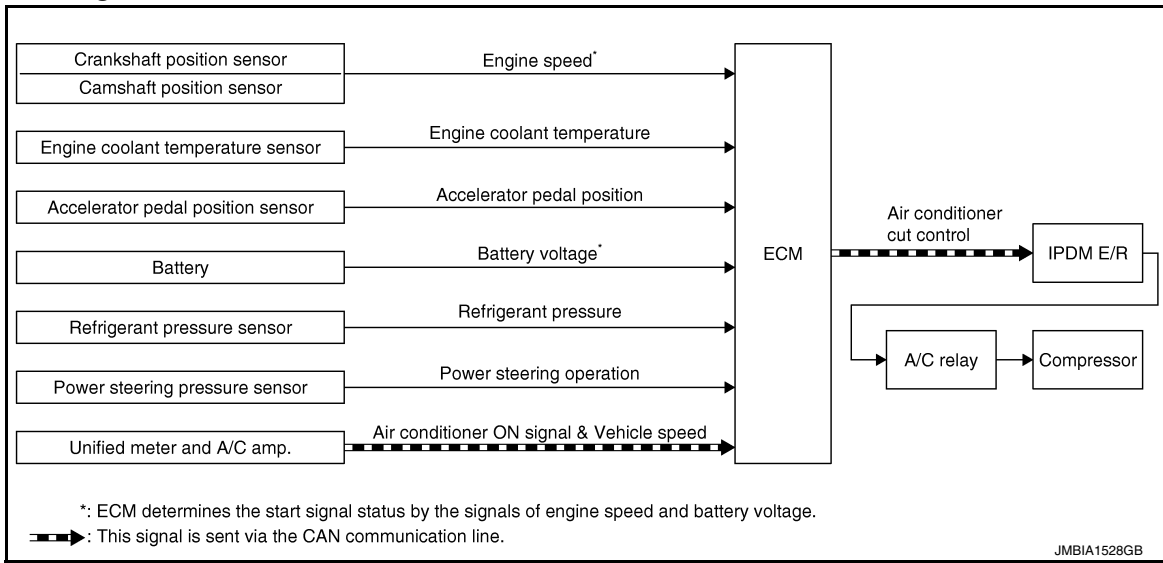 Crankshaft position sensor
Camshaft position sensor
Engine speed*
Engine coolant temperature sensor
Engine coolant temperature
Accelerator pedal position sensor
Accelerator pedal position
Battery
Battery voltage*
Refrigerant pressure sensor
Refrigerant pressure
Power steering pressure sensor
Power steering operation
Unified meter and A/C amp.
Air conditioner ON signal & Vehicle speed
ECM
Air conditioner
cut control
IPDM E/R
A/C relay
Compressor
*: ECM determines the start signal status by the signals of engine speed and battery voltage.
: This signal is sent via the CAN communication line.
JMBIA1528GB